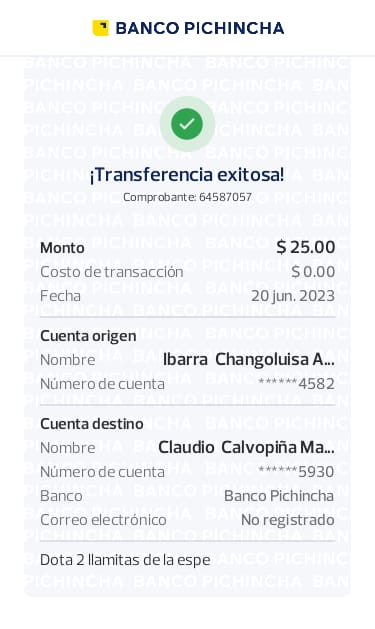 BANCO PICHINCHA
¡Transferencia exitosa!
Comprobante: 64587057
Monto $ 25.00
Costo de transacción $ 0.00
Fecha 20 jun. 2023
Cuenta origen
Nombre Ibarra Changoluisa A...
Número de cuenta ******4582
Cuenta destino
Nombre Claudio Calvopiña Ma...
Número de cuenta ******5930
Banco Banco Pichincha
Correo electrónico No registrado
Dota 2 llamitas de la espe